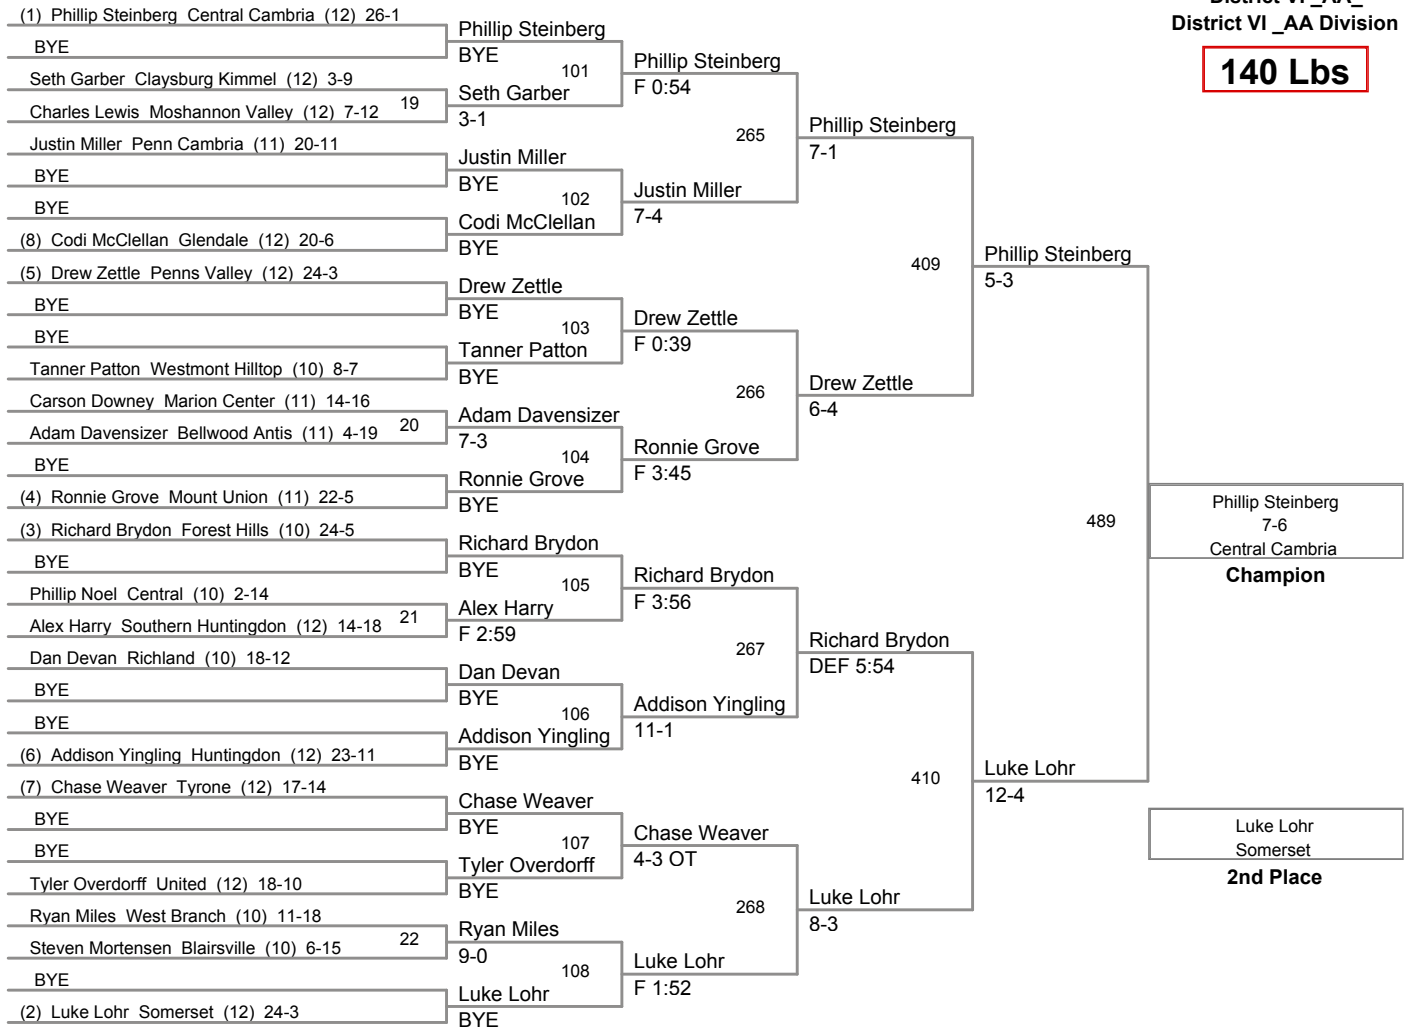 District VI _AA_
District VI _AA Division
140 Lbs
(1) Phillip Steinberg Central Cambria (12) 26-1
BYE
Seth Garber Claysburg Kimmel (12) 3-9
19
Charles Lewis Moshannon Valley (12) 7-12
Justin Miller Penn Cambria (11) 20-11
BYE
BYE
(8) Codi McClellan Glendale (12) 20-6
(5) Drew Zettle Penns Valley (12) 24-3
BYE
BYE
Tanner Patton Westmont Hilltop (10) 8-7
Carson Downey Marion Center (11) 14-16
20
Adam Davensizer Bellwood Antis (11) 4-19
BYE
(4) Ronnie Grove Mount Union (11) 22-5
(3) Richard Brydon Forest Hills (10) 24-5
BYE
Phillip Noel Central (10) 2-14
21
Alex Harry Southern Huntingdon (12) 14-18
Dan Devan Richland (10) 18-12
BYE
BYE
(6) Addison Yingling Huntingdon (12) 23-11
(7) Chase Weaver Tyrone (12) 17-14
BYE
BYE
Tyler Overdorff United (12) 18-10
Ryan Miles West Branch (10) 11-18
22
Steven Mortensen Blairsville (10) 6-15
BYE
(2) Luke Lohr Somerset (12) 24-3
Phillip Steinberg
BYE
101
Seth Garber
3-1
Justin Miller
BYE
102
Codi McClellan
BYE
Drew Zettle
BYE
103
Tanner Patton
BYE
Adam Davensizer
7-3
104
Ronnie Grove
BYE
Richard Brydon
BYE
105
Alex Harry
F 2:59
Dan Devan
BYE
106
Addison Yingling
BYE
Chase Weaver
BYE
107
Tyler Overdorff
BYE
Ryan Miles
9-0
108
Luke Lohr
BYE
Phillip Steinberg
F 0:54
265
Justin Miller
7-4
Drew Zettle
F 0:39
266
Ronnie Grove
F 3:45
Richard Brydon
F 3:56
267
Addison Yingling
11-1
Chase Weaver
4-3 OT
268
Luke Lohr
F 1:52
Phillip Steinberg
7-1
409
Drew Zettle
6-4
Richard Brydon
DEF 5:54
410
Luke Lohr
8-3
Phillip Steinberg
5-3
489
Luke Lohr
12-4
Phillip Steinberg
7-6
Central Cambria
Champion
Luke Lohr
Somerset
2nd Place